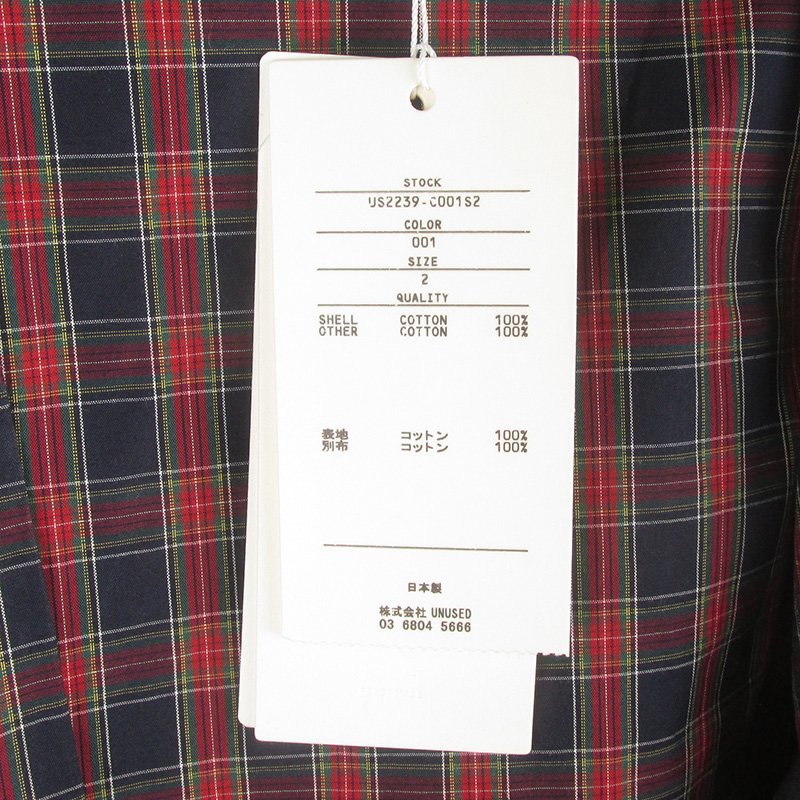 STOCK
US2239-C001S2
COLOR
001
SIZE
2
QUALITY
SHELL COTTON 100%
OTHER COTTON 100%
表地 コットン 100%
別布 コットン 100%
日本製
株式会社 UNUSED
03 6804 5666